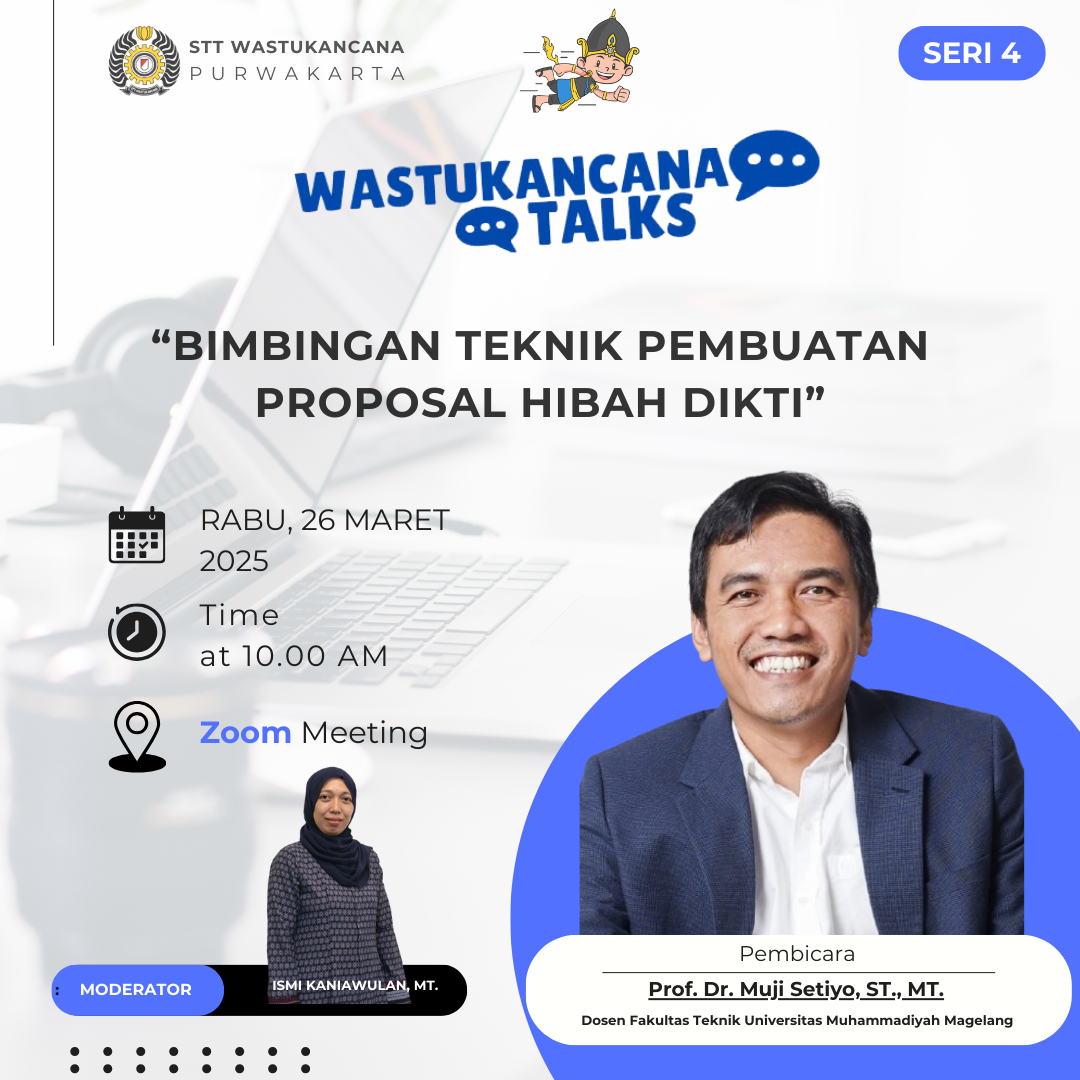 STT WASTUKANCANA
PURWAKARTA
SERI 4
WASTUKANCANA
TALKS
“BIMBINGAN TEKNIK PEMBUATAN
PROPOSAL HIBAH DIKTI”
RABU, 26 MARET
2025
Time
at 10.00 AM
Zoom Meeting
: MODERATOR
ISMI KANIAWULAN, MT.
Pembicara
Prof. Dr. Muji Setiyo, ST., MT.
Dosen Fakultas Teknik Universitas Muhammadiyah Magelang